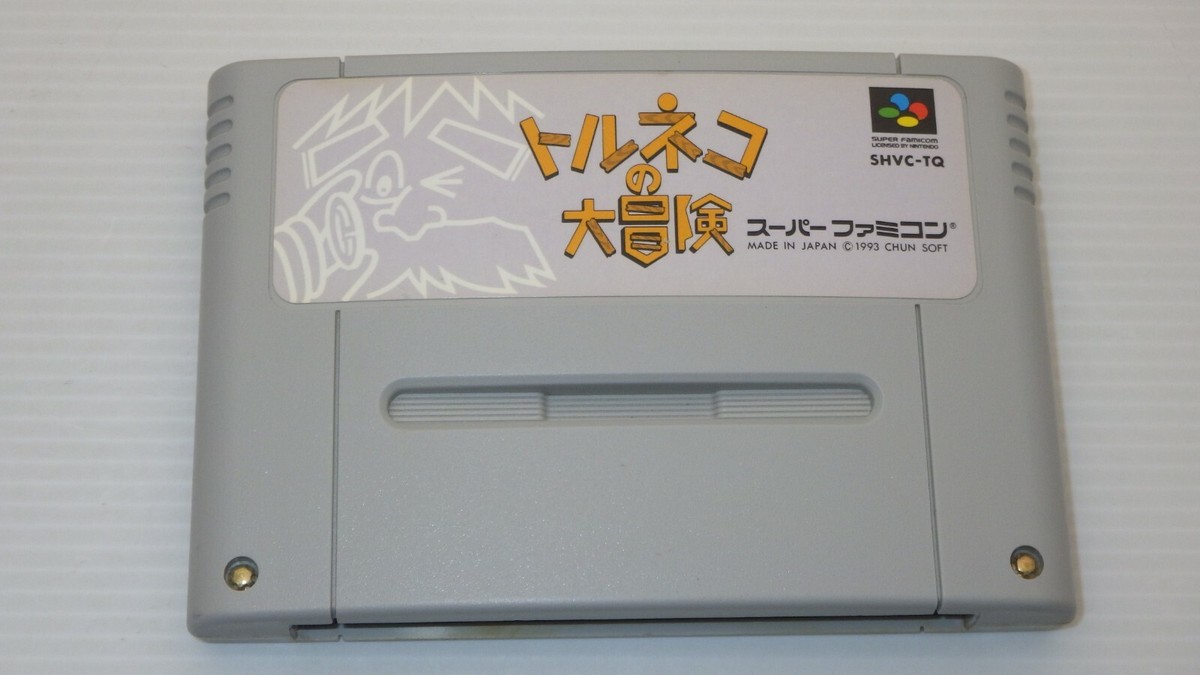 トルネコ
の
大冒険
SUPER FAMICOM
LICENSED BY NINTENDO
SHVC-TQ
スーパーファミコン®
MADE IN JAPAN ©1993 CHUN SOFT